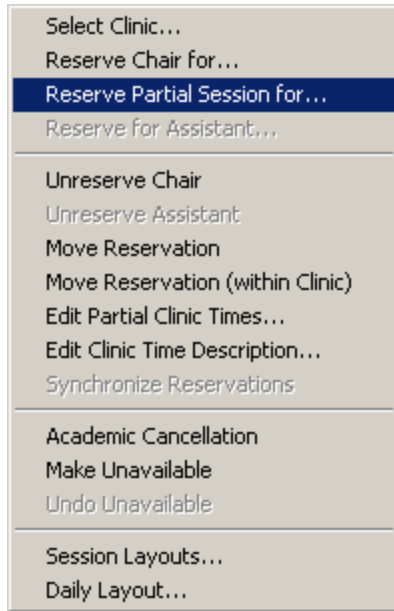 Select Clinic...
Reserve Chair for...
Reserve Partial Session for...
Reserve for Assistant...
Unreserve Chair
Unreserve Assistant
Move Reservation
Move Reservation (within Clinic)
Edit Partial Clinic Times...
Edit Clinic Time Description...
Synchronize Reservations
Academic Cancellation
Make Unavailable
Undo Unavailable
Session Layouts...
Daily Layout...